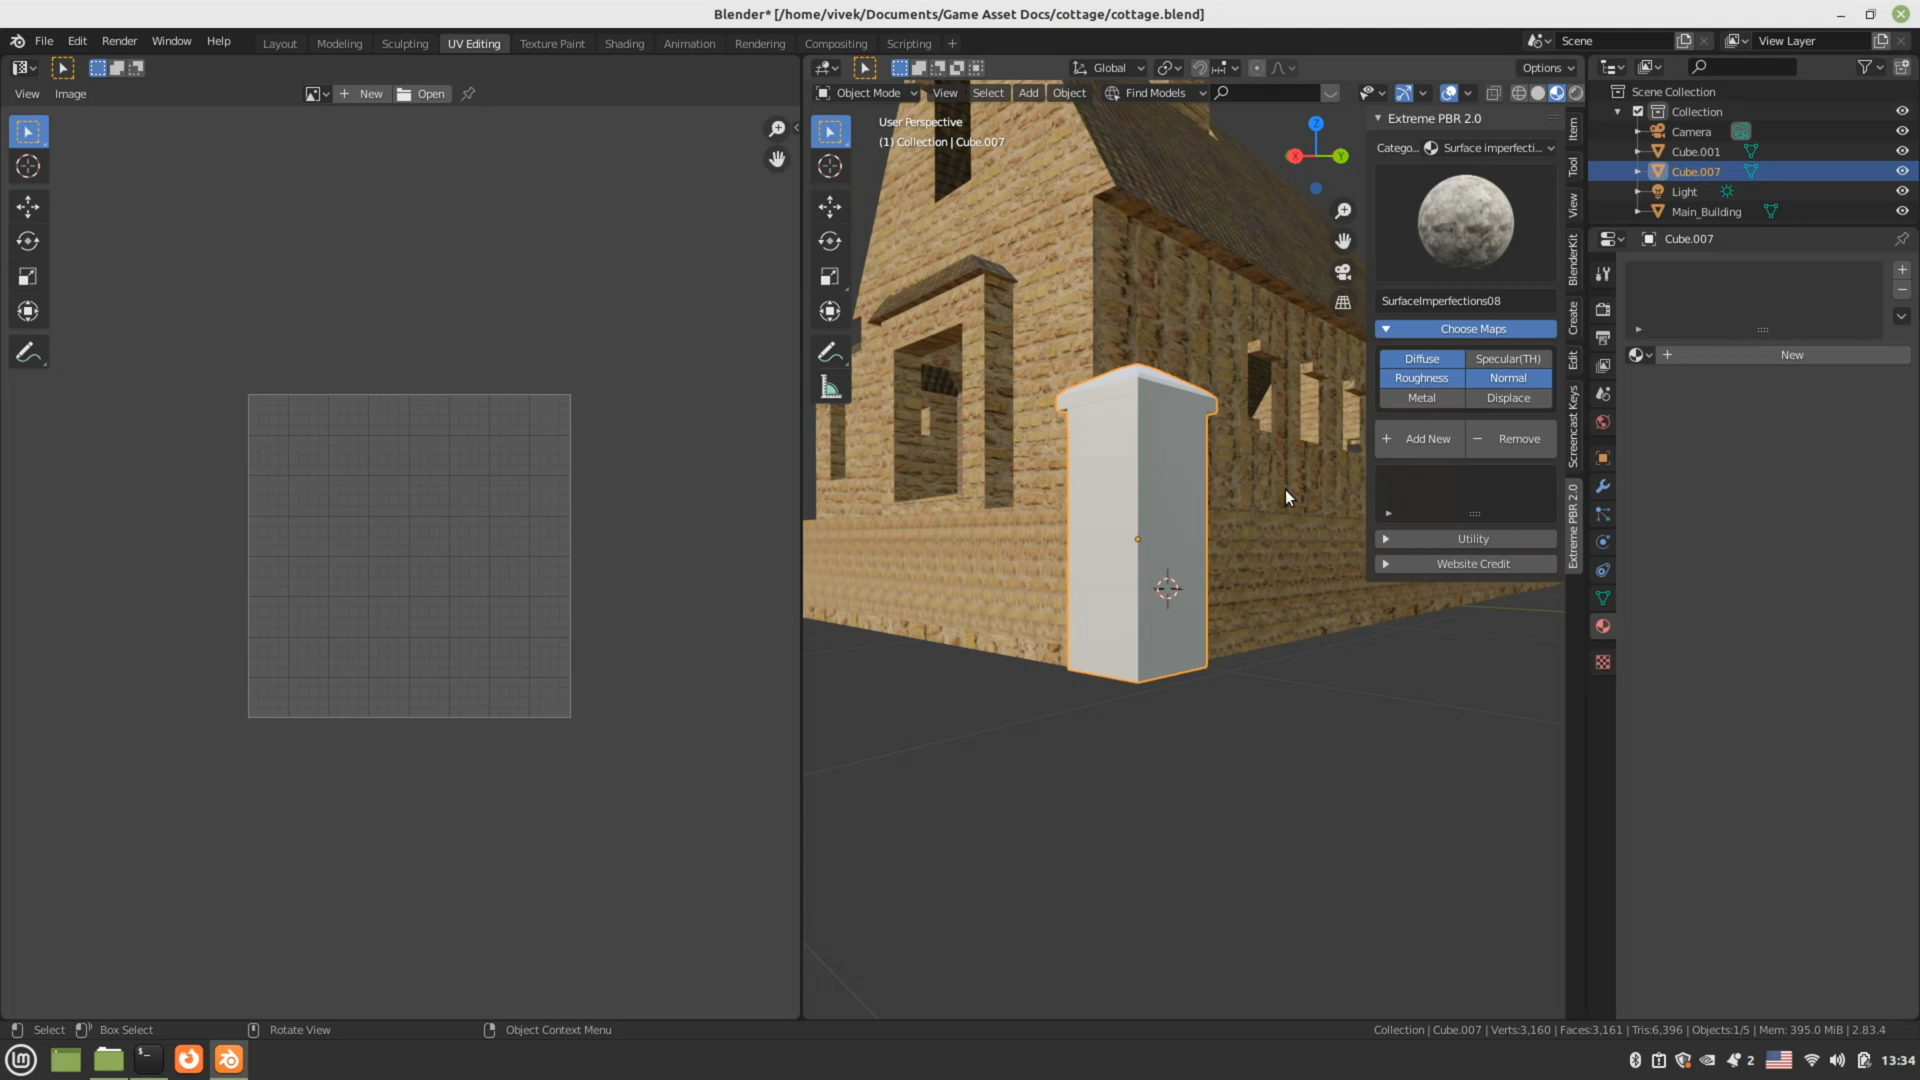 Blender* [/home/vivek/Documents/Game Asset Docs/cottage/cottage.blend]
File Edit Render Window Help Layout Modeling Sculpting UV Editing Texture Paint Shading Animation Rendering Compositing Scripting + Scene View Layer
Global Options
View Image New Open Object Mode View Select Add Object Find Models
Scene Collection
Collection
Camera
Cube.001
Cube.007
Light
Main_Building
Cube.007
New
User Perspective
(1) Collection | Cube.007
Z
X
Y
Extreme PBR 2.0
Catego... Surface imperfecti...
SurfaceImperfections08
Choose Maps
Diffuse Specular(TH)
Roughness Normal
Metal Displace
Add New Remove
Utility
Website Credit
Item
Tool
View
BlenderKit
Create
Edit
Screencast Keys
Extreme PBR 2.0
Select Box Select Rotate View Object Context Menu Collection | Cube.007 | Verts:3,160 | Faces:3,161 | Tris:6,396 | Objects:1/5 | Mem: 395.0 MiB | 2.83.4
2 13:34